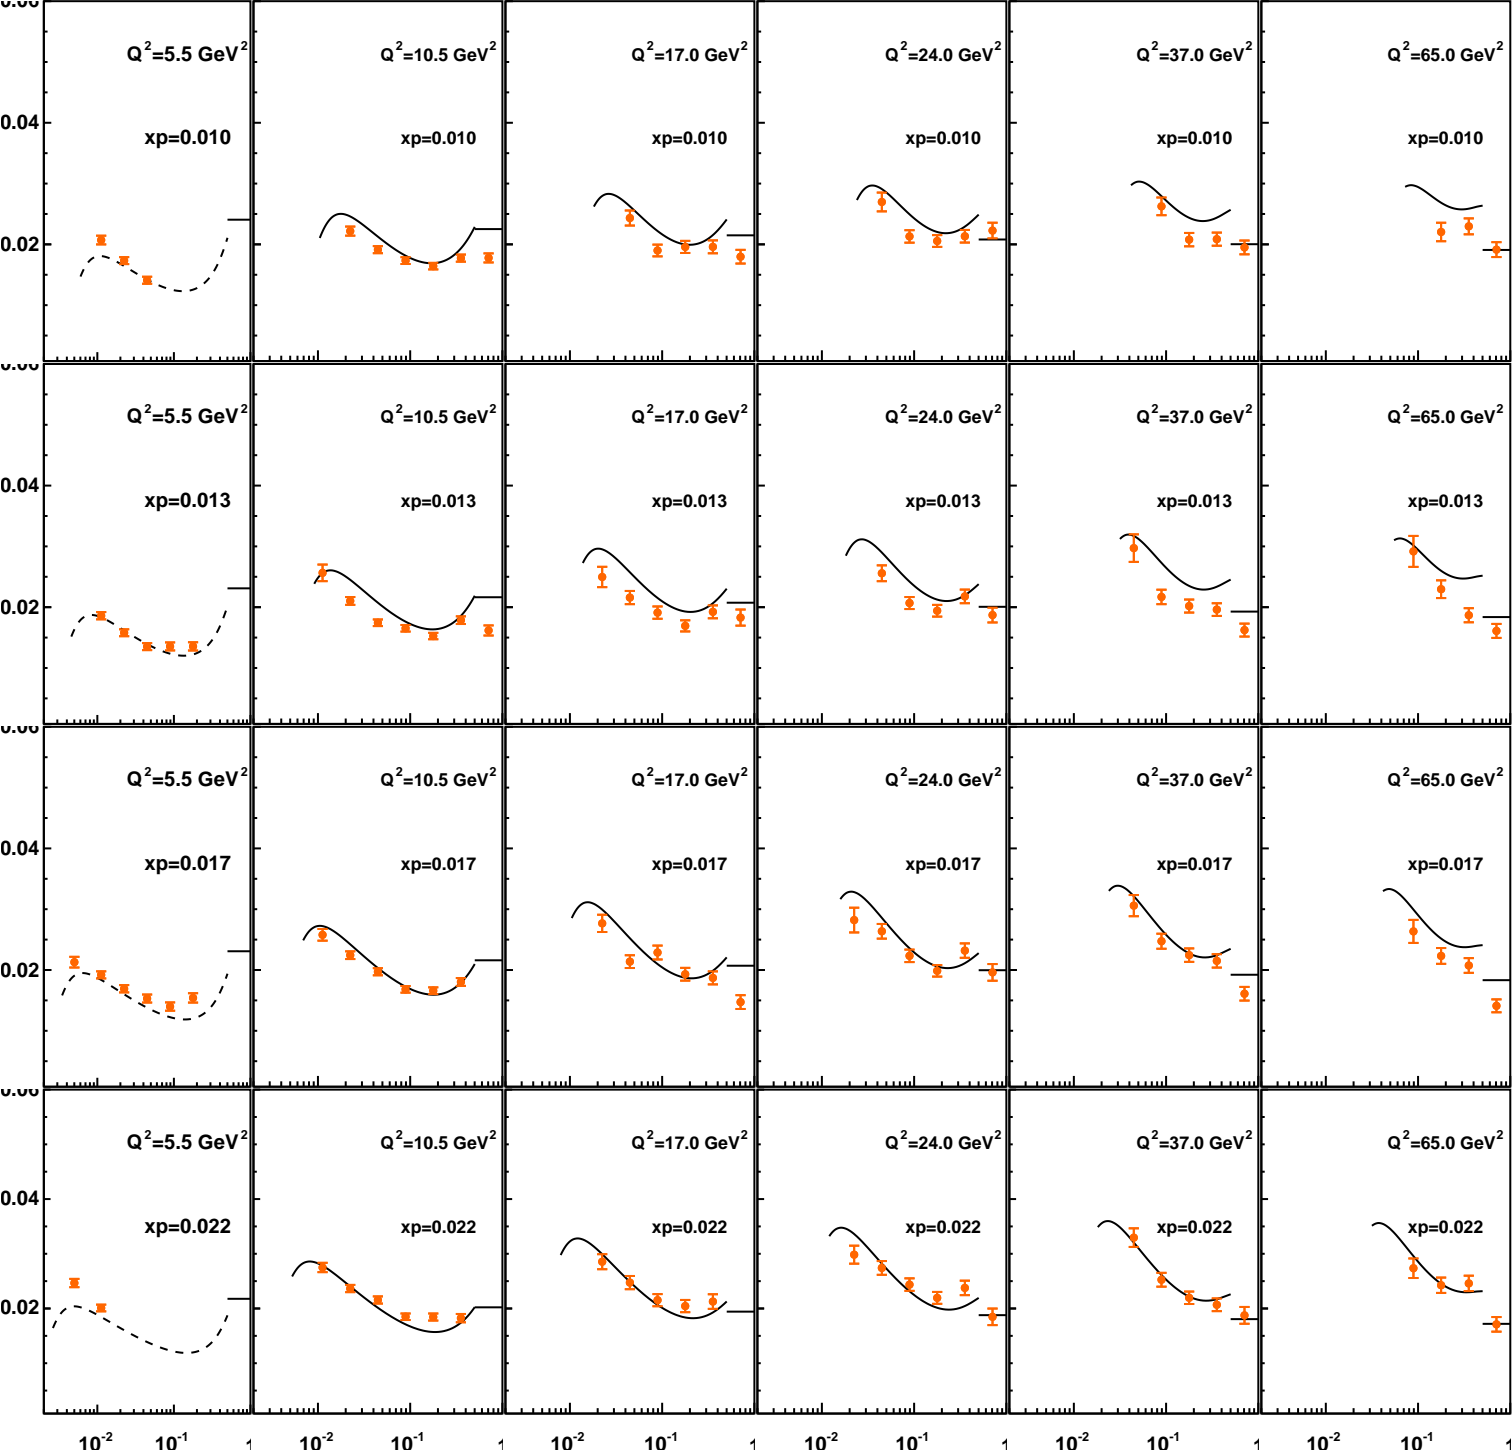 0.06
Q²=5.5 GeV² Q²=10.5 GeV² Q²=17.0 GeV² Q²=24.0 GeV² Q²=37.0 GeV² Q²=65.0 GeV²
0.04
xp=0.010 xp=0.010 xp=0.010 xp=0.010 xp=0.010 xp=0.010
0.02
0.06
Q²=5.5 GeV² Q²=10.5 GeV² Q²=17.0 GeV² Q²=24.0 GeV² Q²=37.0 GeV² Q²=65.0 GeV²
0.04
xp=0.013 xp=0.013 xp=0.013 xp=0.013 xp=0.013 xp=0.013
0.02
0.06
Q²=5.5 GeV² Q²=10.5 GeV² Q²=17.0 GeV² Q²=24.0 GeV² Q²=37.0 GeV² Q²=65.0 GeV²
0.04
xp=0.017 xp=0.017 xp=0.017 xp=0.017 xp=0.017 xp=0.017
0.02
0.06
Q²=5.5 GeV² Q²=10.5 GeV² Q²=17.0 GeV² Q²=24.0 GeV² Q²=37.0 GeV² Q²=65.0 GeV²
0.04
xp=0.022 xp=0.022 xp=0.022 xp=0.022 xp=0.022 xp=0.022
0.02
10⁻² 10⁻¹ 1 10⁻² 10⁻¹ 1 10⁻² 10⁻¹ 1 10⁻² 10⁻¹ 1 10⁻² 10⁻¹ 1 10⁻² 10⁻¹ 1